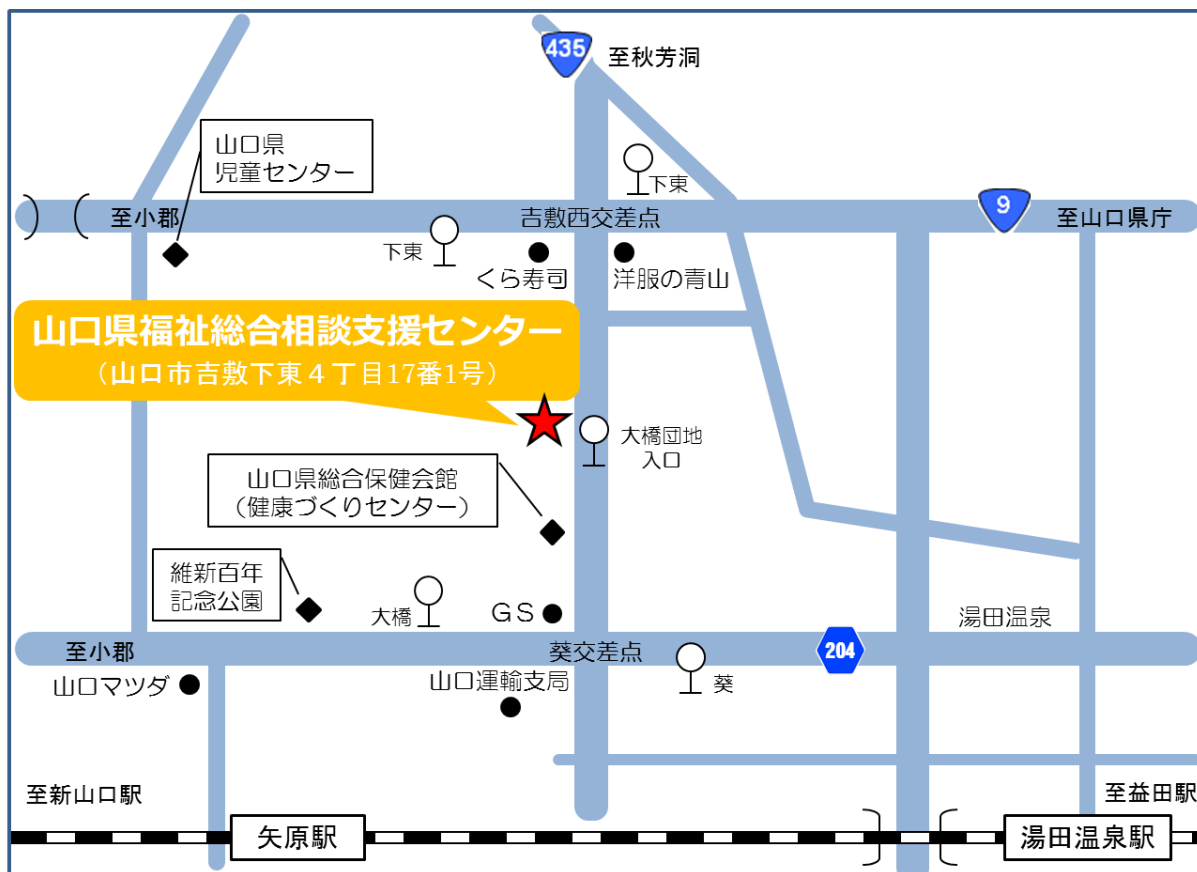 435
至秋芳洞
山口県
児童センター
下東
至小郡
吉敷西交差点
9
至山口県庁
下東
くら寿司
洋服の青山
山口県福祉総合相談支援センター
（山口市吉敷下東４丁目17番1号）
大橋団地
入口
山口県総合保健会館
（健康づくりセンター）
維新百年
記念公園
大橋
ＧＳ
湯田温泉
至小郡
葵交差点
204
山口マツダ
山口運輸支局
葵
至新山口駅
至益田駅
矢原駅
湯田温泉駅